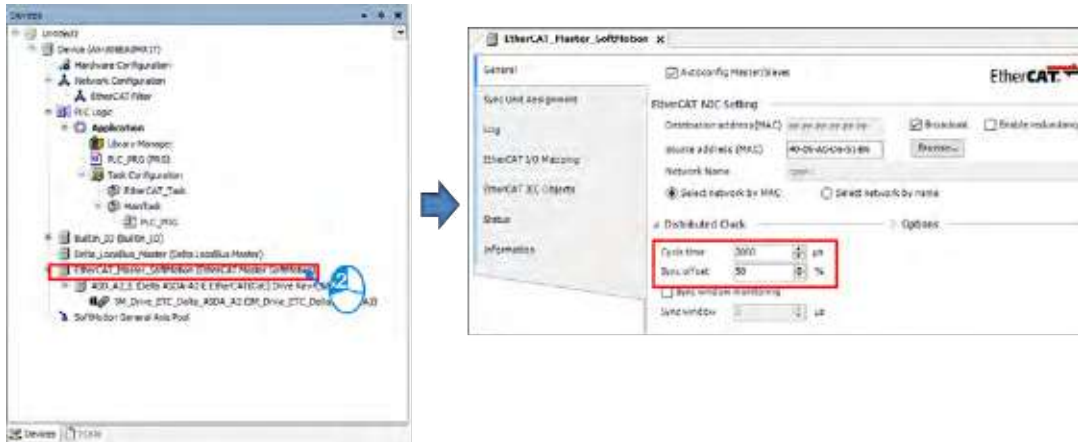 Devices
Device
Hardware Configuration
Network Configuration
EtherCAT Filter
PLC Logic
Application
Library Manager
PLC_PRG (PRG)
Task Configuration
EtherCAT_Task
MainTask
PLC_PRG
BuiltIn_IO (BuiltIn_IO)
Delta_LocalBus_Master (Delta LocalBus Master)
EtherCAT_Master_SoftMotion (EtherCAT Master SoftMotion)
SM_Drive_ETC_Delta_ASDA_A2
SoftMotion General Axis Pool
2
Devices
EtherCAT_Master_SoftMotion x
General
Sync Unit Assignment
Log
EtherCAT I/O Mapping
EtherCAT IEC Objects
Status
Information
Autoconfig Master/Slaves
EtherCAT.
EtherCAT NIC Setting
Destination address (MAC)
Broadcast
Enable redundancy
Source address (MAC)
Browse...
Network Name
Select network by MAC
Select network by name
Distributed Clock
Options
Cycle time
µs
Sync offset 50 %
Sync window monitoring
Sync window
µs